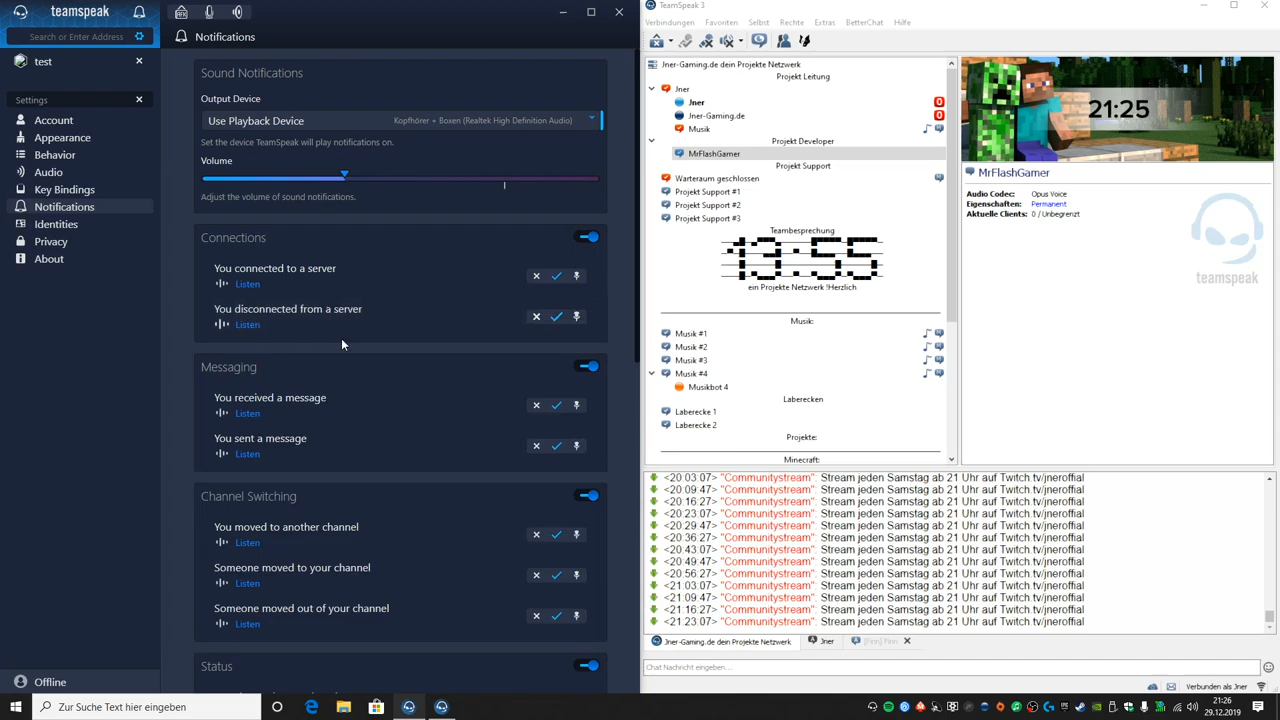 Search or Enter Address
test
Settings
Account
Appearance
Behavior
Audio
Key Bindings
Notifications
Identities
Privacy
About
Offline
Notifications
Sound Notifications
Output Device
Use Playback Device
Kopfhörer + Boxen (Realtek High Definition Audio)
Set the device TeamSpeak will play notifications on.
Volume
Adjust the volume of sound notifications.
Connections
You connected to a server
Listen
You disconnected from a server
Listen
Messaging
You received a message
Listen
You sent a message
Listen
Channel Switching
You moved to another channel
Listen
Someone moved to your channel
Listen
Someone moved out of your channel
Listen
Status
TeamSpeak 3
Verbindungen Favoriten Selbst Rechte Extras BetterChat Hilfe
Jner-Gaming.de dein Projekte Netzwerk
Projekt Leitung
Jner
Jner
Jner-Gaming.de
Musik
Projekt Developer
MrFlashGamer
Projekt Support
Warteraum geschlossen
Projekt Support #1
Projekt Support #2
Projekt Support #3
Teambesprechung
ein Projekte Netzwerk !Herzlich
Musik:
Musik #1
Musik #2
Musik #3
Musik #4
Musikbot 4
Laberecken
Laberecke 1
Laberecke 2
Projekte:
Minecraft:
21:25
MrFlashGamer
Audio Codec: Opus Voice
Eigenschaften: Permanent
Aktuelle Clients: 0 / Unbegrenzt
teamspeak
<20:03:07> "Communitystream": Stream jeden Samstag ab 21 Uhr auf Twitch.tv/jneroffial
<20:09:47> "Communitystream": Stream jeden Samstag ab 21 Uhr auf Twitch.tv/jneroffial
<20:16:27> "Communitystream": Stream jeden Samstag ab 21 Uhr auf Twitch.tv/jneroffial
<20:23:07> "Communitystream": Stream jeden Samstag ab 21 Uhr auf Twitch.tv/jneroffial
<20:29:47> "Communitystream": Stream jeden Samstag ab 21 Uhr auf Twitch.tv/jneroffial
<20:36:27> "Communitystream": Stream jeden Samstag ab 21 Uhr auf Twitch.tv/jneroffial
<20:43:07> "Communitystream": Stream jeden Samstag ab 21 Uhr auf Twitch.tv/jneroffial
<20:49:47> "Communitystream": Stream jeden Samstag ab 21 Uhr auf Twitch.tv/jneroffial
<20:56:27> "Communitystream": Stream jeden Samstag ab 21 Uhr auf Twitch.tv/jneroffial
<21:03:07> "Communitystream": Stream jeden Samstag ab 21 Uhr auf Twitch.tv/jneroffial
<21:09:47> "Communitystream": Stream jeden Samstag ab 21 Uhr auf Twitch.tv/jneroffial
<21:16:27> "Communitystream": Stream jeden Samstag ab 21 Uhr auf Twitch.tv/jneroffial
<21:23:07> "Communitystream": Stream jeden Samstag ab 21 Uhr auf Twitch.tv/jneroffial
Jner-Gaming.de dein Projekte Netzwerk Jner [Finn] Finn
Chat Nachricht eingeben...
Verbunden als Jner
Zur Suche Text hier eingeben
21:26
29.12.2019